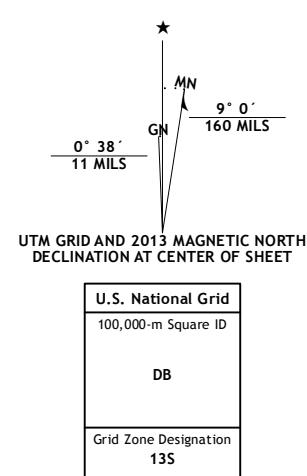 ★
MN
GN
9° 0´
160 MILS
0° 38´
11 MILS
UTM GRID AND 2013 MAGNETIC NORTH
DECLINATION AT CENTER OF SHEET
U.S. National Grid
100,000-m Square ID
DB
Grid Zone Designation
13S